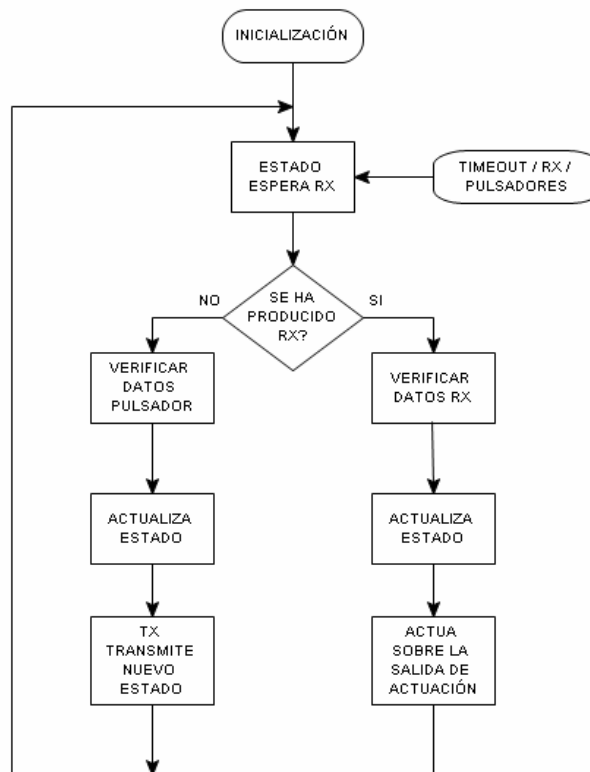 INICIALIZACIÓN
ESTADO
ESPERA RX
TIMEOUT / RX /
PULSADORES
SE HA
PRODUCIDO
RX?
NO
SI
VERIFICAR
DATOS
PULSADOR
VERIFICAR
DATOS RX
ACTUALIZA
ESTADO
ACTUALIZA
ESTADO
TX
TRANSMITE
NUEVO
ESTADO
ACTUA
SOBRE LA
SALIDA DE
ACTUACIÓN